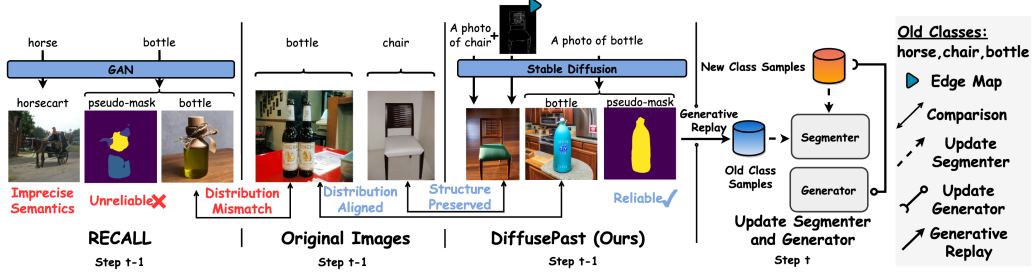 horse
bottle
GAN
horsecart
pseudo-mask
bottle
Imprecise
Semantics
Unreliable
Distribution
Mismatch
RECALL
Step t-1
bottle
chair
Distribution
Aligned
Original Images
Step t-1
A photo
of chair
+
A photo of bottle
Stable Diffusion
bottle
pseudo-mask
Structure
Preserved
Reliable
DiffusePast (Ours)
Step t-1
Generative
Replay
New Class Samples
Old Class
Samples
Segmenter
Generator
Update Segmenter
and Generator
Step t
Old Classes:
horse,chair,bottle
Edge Map
Comparison
Update
Segmenter
Update
Generator
Generative
Replay